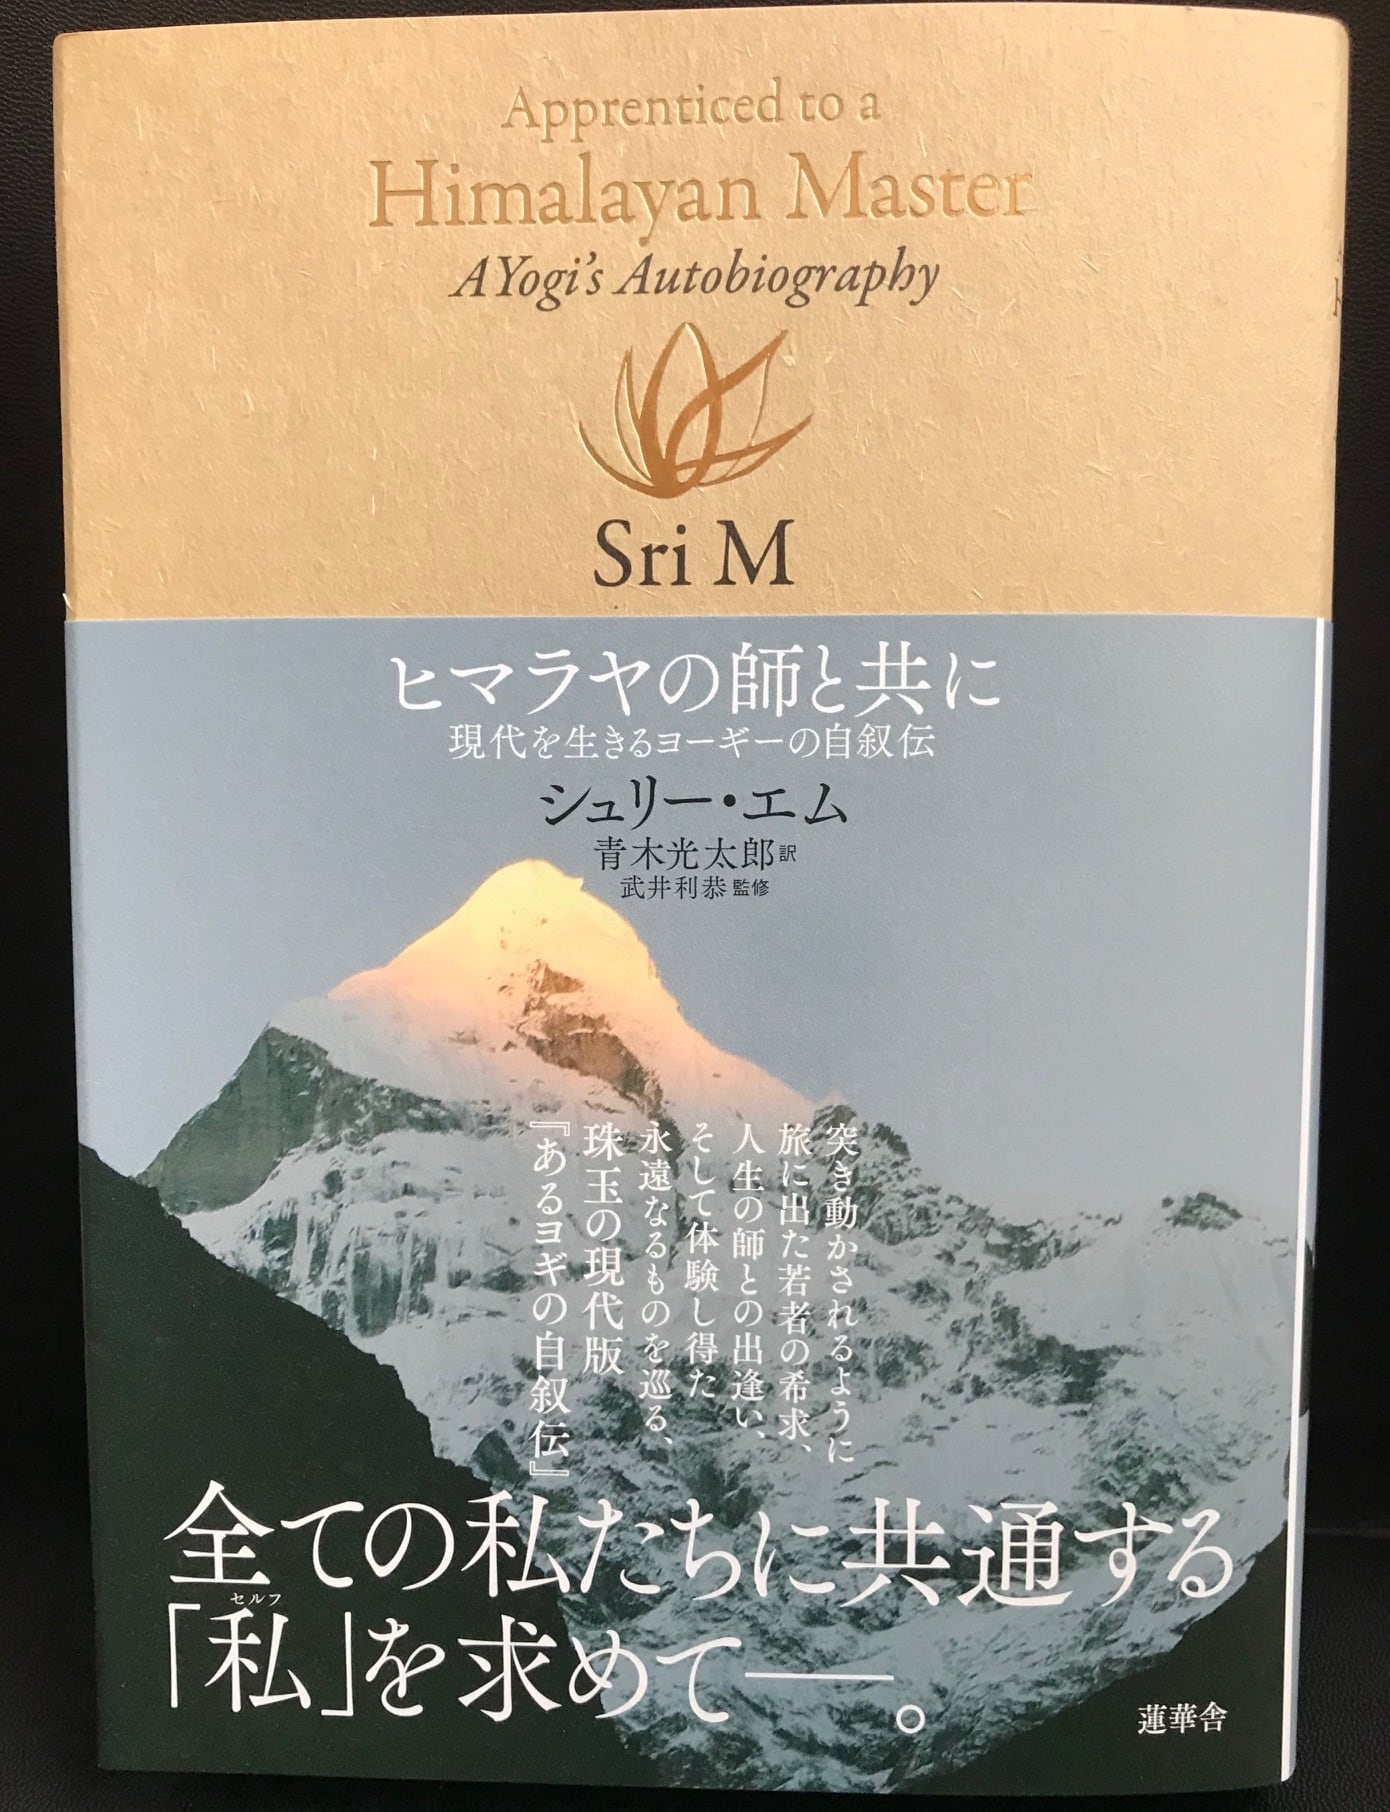 Apprenticed to a
Himalayan Master
A Yogi's Autobiography
Sri M
ヒマラヤの師と共に
現代を生きるヨーギーの自叙伝
シュリー・エム
青木光太郎 訳
武井利恭 監修
突き動かされるように
旅に出た若者の希求、
人生の師との出逢い、
そして体験し得た
永遠なるものを巡る、
珠玉の現代版
『あるヨギの自叙伝』
全ての私たちに共通する
セルフ
「私」を求めて――。
蓮華舎